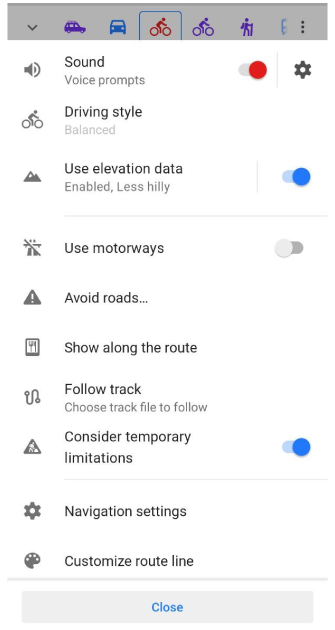 Sound
Voice prompts
Driving style
Balanced
Use elevation data
Enabled, Less hilly
Use motorways
Avoid roads...
Show along the route
Follow track
Choose track file to follow
Consider temporary
limitations
Navigation settings
Customize route line
Close